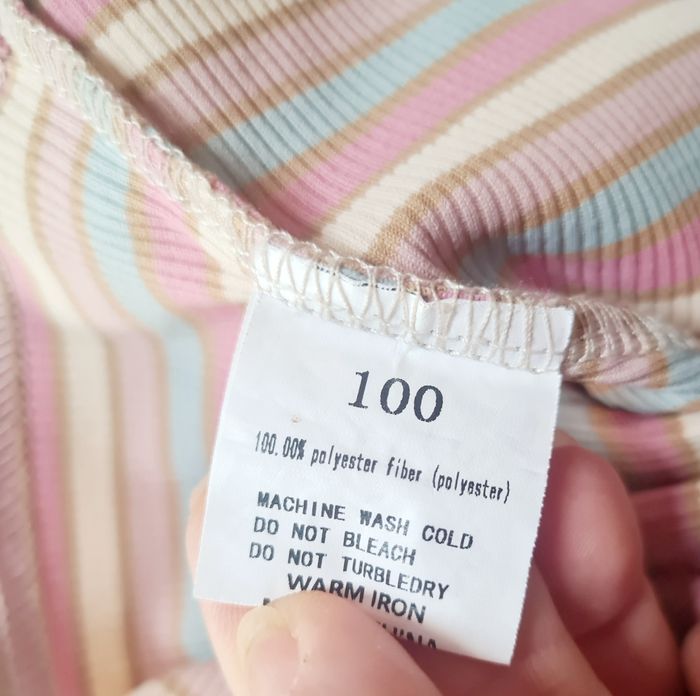 100
100.00% polyester fiber (polyester)
MACHINE WASH COLD
DO NOT BLEACH
DO NOT TURBLEDRY
WARM IRON